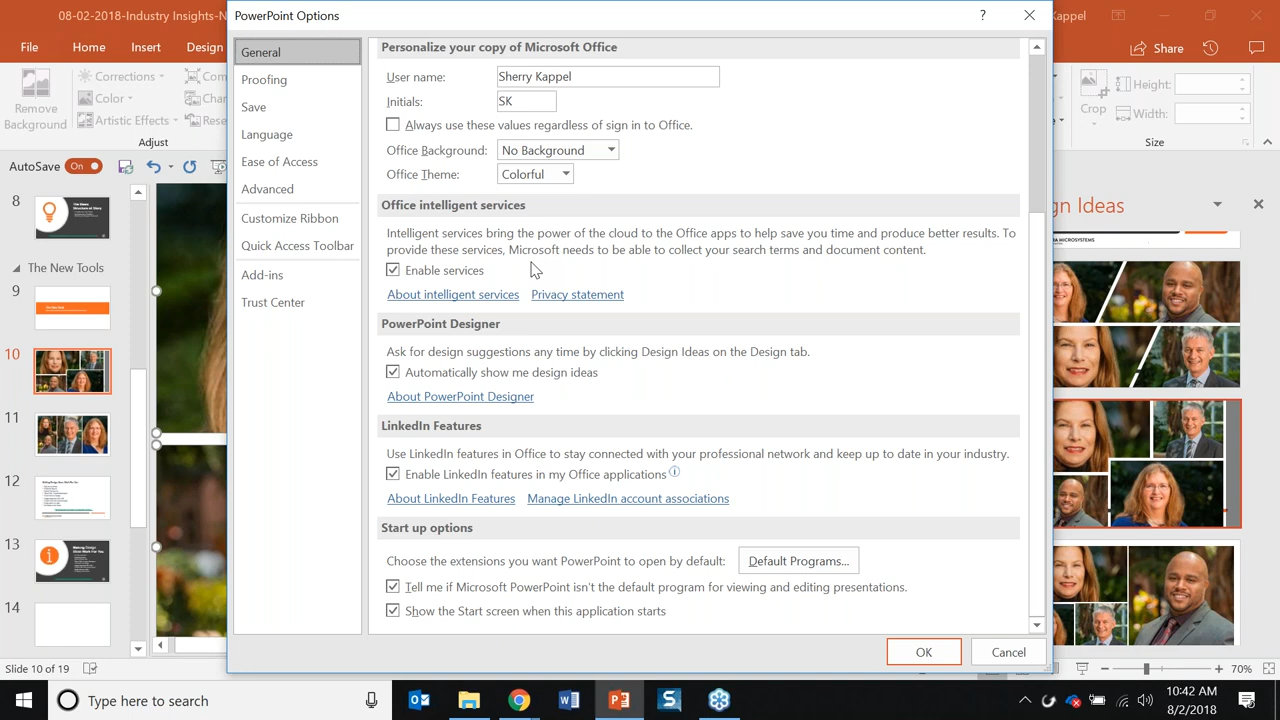 08-02-2018-Industry Insights-N
PowerPoint Options
?
Kappel
File
Home
Insert
Design
Share
Remove
Background
Corrections
Color
Artistic Effects
Com
Char
Rese
Adjust
Crop
Height:
Width:
Size
AutoSave
On
General
Proofing
Save
Language
Ease of Access
Advanced
Customize Ribbon
Quick Access Toolbar
Add-ins
Trust Center
Personalize your copy of Microsoft Office
User name:
Sherry Kappel
Initials:
SK
Always use these values regardless of sign in to Office.
Office Background:
No Background
Office Theme:
Colorful
Office intelligent services
Intelligent services bring the power of the cloud to the Office apps to help save you time and produce better results. To
provide these services, Microsoft needs to be able to collect your search terms and document content.
Enable services
About intelligent services
Privacy statement
PowerPoint Designer
Ask for design suggestions any time by clicking Design Ideas on the Design tab.
Automatically show me design ideas
About PowerPoint Designer
LinkedIn Features
Use LinkedIn features in Office to stay connected with your professional network and keep up to date in your industry.
Enable LinkedIn features in my Office applications
About LinkedIn Features
Manage LinkedIn account associations
Start up options
Choose the extensions you want PowerPoint to open by default:
Default Programs...
Tell me if Microsoft PowerPoint isn't the default program for viewing and editing presentations.
Show the Start screen when this application starts
OK
Cancel
8
The New Tools
9
10
11
12
13
14
gn Ideas
MICROSYSTEMS
Slide 10 of 19
70%
Type here to search
10:42 AM
8/2/2018